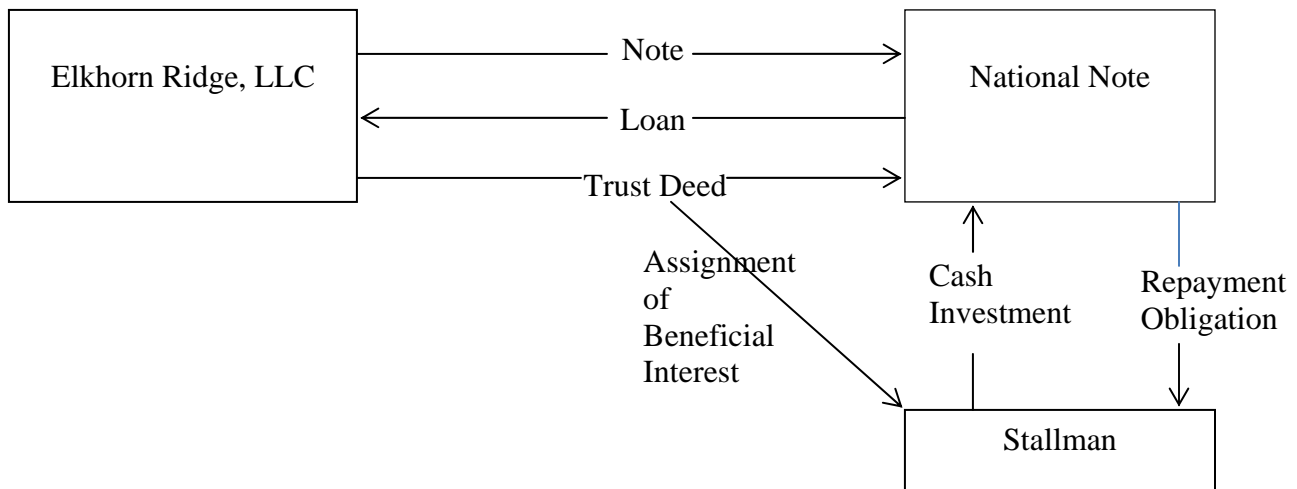 Elkhorn Ridge, LLC
Note
National Note
Loan
Trust Deed
Assignment
of
Beneficial
Interest
Cash
Investment
Repayment
Obligation
Stallman